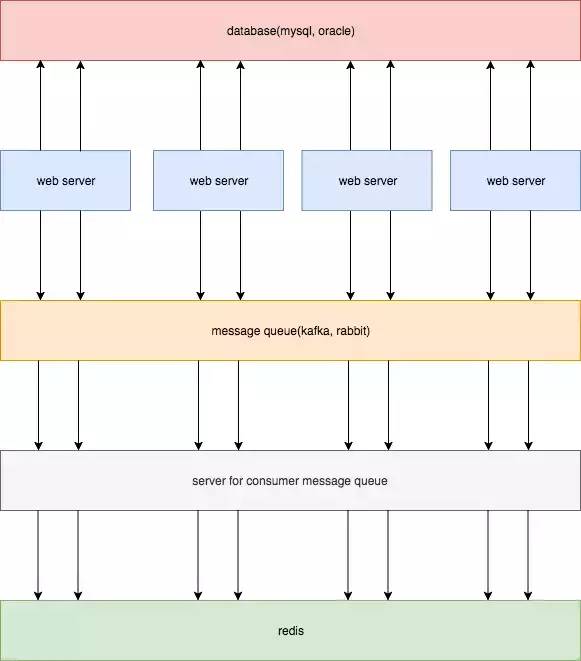 database(mysql, oracle)
web server
web server
web server
web server
message queue(kafka, rabbit)
server for consumer message queue
redis